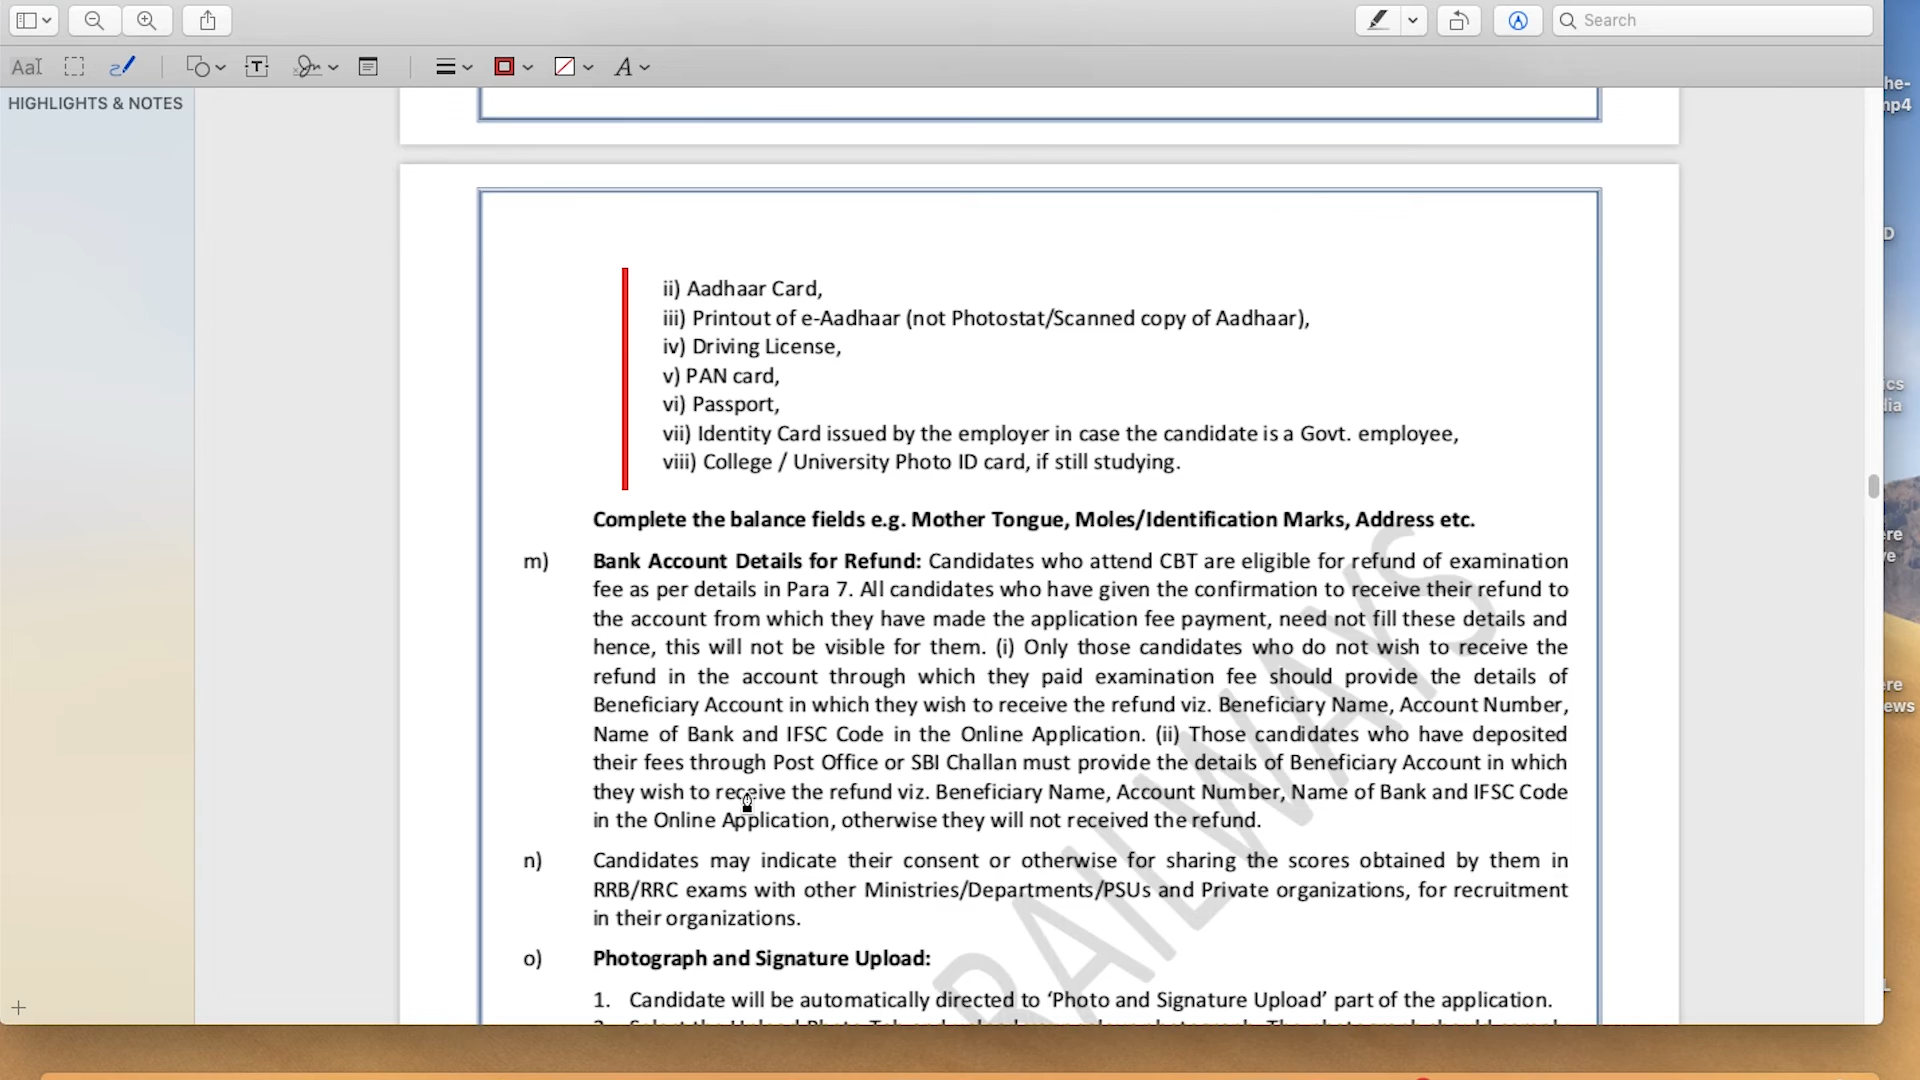 Search
AaI
T
A
HIGHLIGHTS & NOTES
he-
np4
D
ii) Aadhaar Card,
iii) Printout of e-Aadhaar (not Photostat/Scanned copy of Aadhaar),
iv) Driving License,
v) PAN card,
vi) Passport,
vii) Identity Card issued by the employer in case the candidate is a Govt. employee,
viii) College / University Photo ID card, if still studying.
ics
dia
Complete the balance fields e.g. Mother Tongue, Moles/Identification Marks, Address etc.
ere
ve
m) Bank Account Details for Refund: Candidates who attend CBT are eligible for refund of examination
fee as per details in Para 7. All candidates who have given the confirmation to receive their refund to
the account from which they have made the application fee payment, need not fill these details and
hence, this will not be visible for them. (i) Only those candidates who do not wish to receive the
refund in the account through which they paid examination fee should provide the details of
Beneficiary Account in which they wish to receive the refund viz. Beneficiary Name, Account Number,
Name of Bank and IFSC Code in the Online Application. (ii) Those candidates who have deposited
their fees through Post Office or SBI Challan must provide the details of Beneficiary Account in which
they wish to receive the refund viz. Beneficiary Name, Account Number, Name of Bank and IFSC Code
in the Online Application, otherwise they will not received the refund.
ere
ews
n) Candidates may indicate their consent or otherwise for sharing the scores obtained by them in
RRB/RRC exams with other Ministries/Departments/PSUs and Private organizations, for recruitment
in their organizations.
o) Photograph and Signature Upload:
1. Candidate will be automatically directed to ‘Photo and Signature Upload’ part of the application.
RAILWAYS